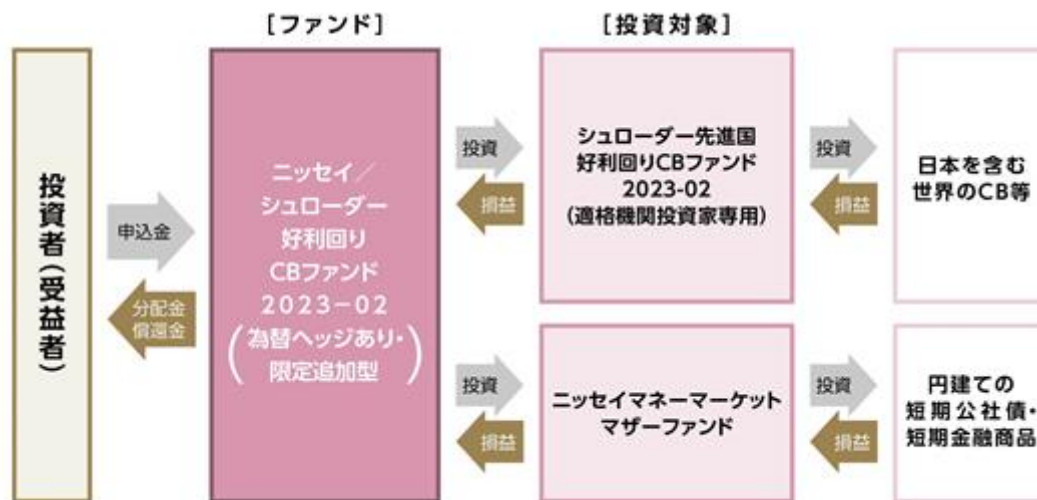 [ファンド]
[投資対象]
投資者(受益者)
申込金
分配金
償還金
ニッセイ／
シュローダー
好利回り
CBファンド
2023－02
(為替ヘッジあり・
限定追加型)
投資
損益
シュローダー先進国
好利回りCBファンド
2023-02
(適格機関投資家専用)
投資
損益
日本を含む
世界のCB等
投資
損益
ニッセイマネーマーケット
マザーファンド
投資
損益
円建ての
短期公社債・
短期金融商品